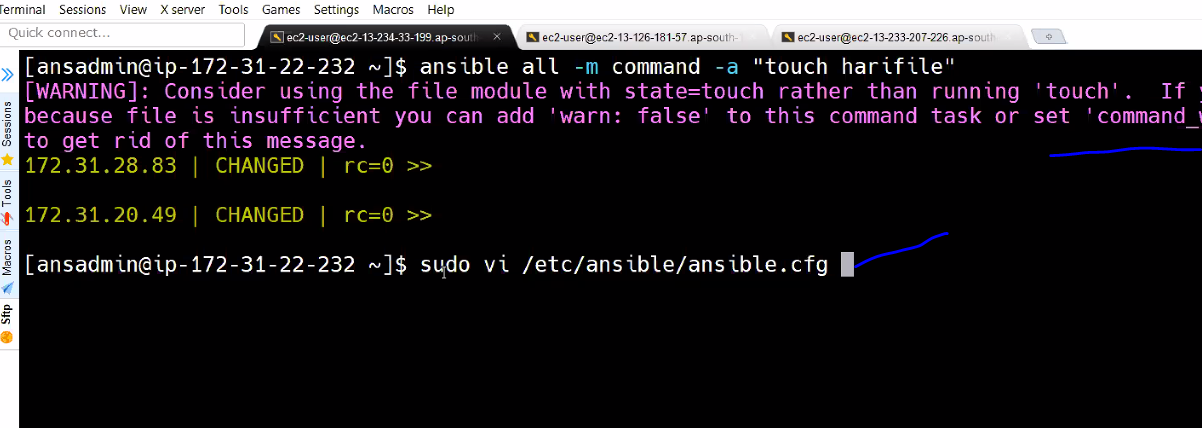 Terminal Sessions View X server Tools Games Settings Macros Help
Quick connect...
ec2-user@ec2-13-234-33-199.ap-sout
ec2-user@ec2-13-126-181-57.ap-south-
ec2-user@ec2-13-233-207-226.ap-sout
Sessions
Tools
Macros
Sftp
[ansadmin@ip-172-31-22-232 ~]$ ansible all -m command -a "touch harifile"
[WARNING]: Consider using the file module with state=touch rather than running 'touch'.  If
because file is insufficient you can add 'warn: false' to this command task or set 'command_
to get rid of this message.
172.31.28.83 | CHANGED | rc=0 >>
172.31.20.49 | CHANGED | rc=0 >>
[ansadmin@ip-172-31-22-232 ~]$ sudo vi /etc/ansible/ansible.cfg